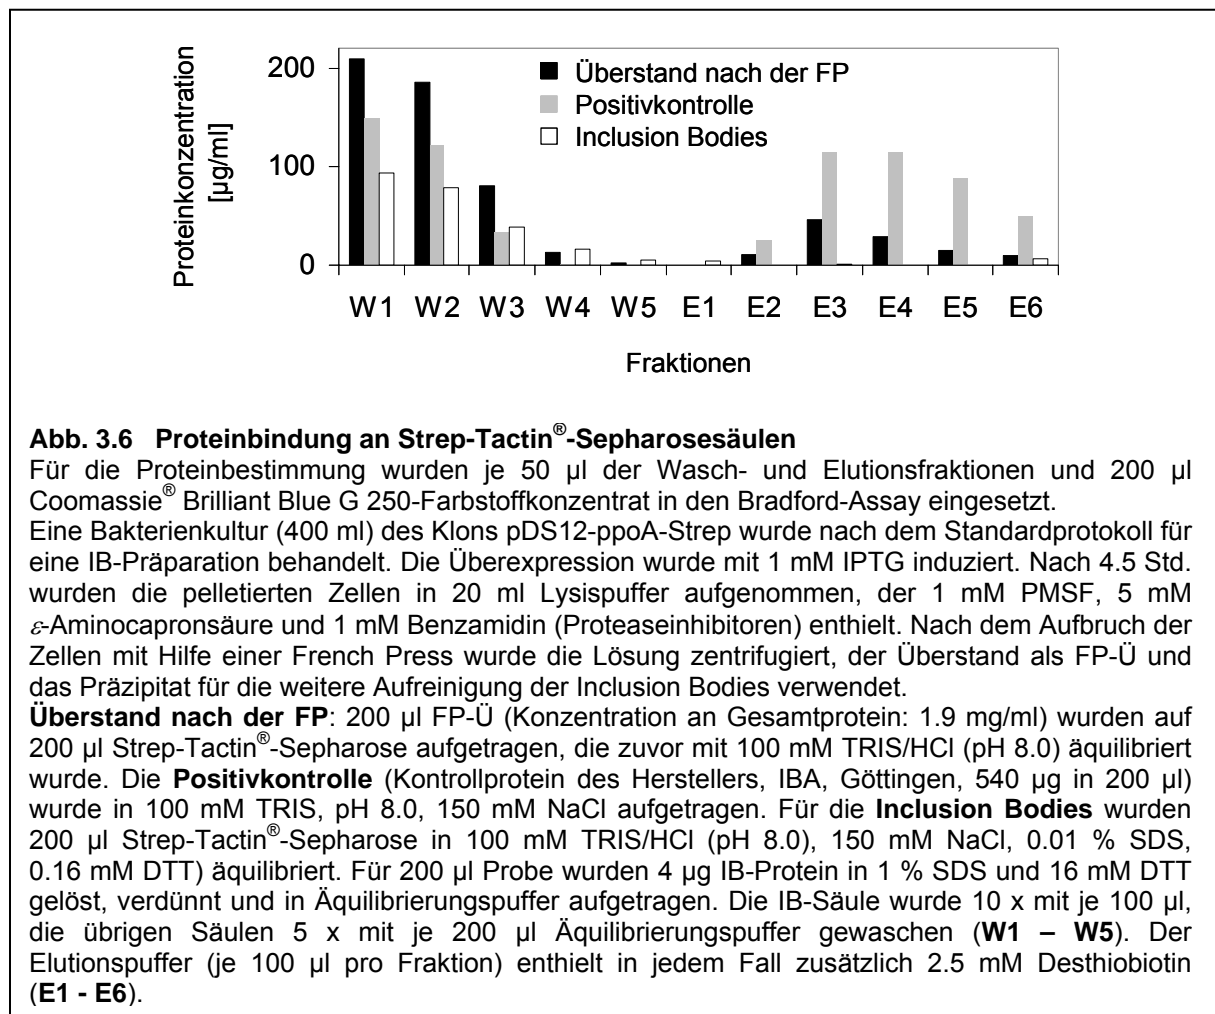 Proteinkonzentration
[µg/ml]
200
100
0
Überstand nach der FP
Positivkontrolle
Inclusion Bodies
W1 W2 W3 W4 W5 E1 E2 E3 E4 E5 E6
Fraktionen
Abb. 3.6 Proteinbindung an Strep-Tactin®-Sepharosesäulen
Für die Proteinbestimmung wurden je 50 µl der Wasch- und Elutionsfraktionen und 200 µl
Coomassie® Brilliant Blue G 250-Farbstoffkonzentrat in den Bradford-Assay eingesetzt.
Eine Bakterienkultur (400 ml) des Klons pDS12-ppoA-Strep wurde nach dem Standardprotokoll für
eine IB-Präparation behandelt. Die Überexpression wurde mit 1 mM IPTG induziert. Nach 4.5 Std.
wurden die pelletierten Zellen in 20 ml Lysispuffer aufgenommen, der 1 mM PMSF, 5 mM
ε-Aminocapronsäure und 1 mM Benzamidin (Proteaseinhibitoren) enthielt. Nach dem Aufbruch der
Zellen mit Hilfe einer French Press wurde die Lösung zentrifugiert, der Überstand als FP-Ü und
das Präzipitat für die weitere Aufreinigung der Inclusion Bodies verwendet.
Überstand nach der FP: 200 µl FP-Ü (Konzentration an Gesamtprotein: 1.9 mg/ml) wurden auf
200 µl Strep-Tactin®-Sepharose aufgetragen, die zuvor mit 100 mM TRIS/HCl (pH 8.0) äquilibriert
wurde. Die Positivkontrolle (Kontrollprotein des Herstellers, IBA, Göttingen, 540 µg in 200 µl)
wurde in 100 mM TRIS, pH 8.0, 150 mM NaCl aufgetragen. Für die Inclusion Bodies wurden
200 µl Strep-Tactin®-Sepharose in 100 mM TRIS/HCl (pH 8.0), 150 mM NaCl, 0.01 % SDS,
0.16 mM DTT) äquilibriert. Für 200 µl Probe wurden 4 µg IB-Protein in 1 % SDS und 16 mM DTT
gelöst, verdünnt und in Äquilibrierungspuffer aufgetragen. Die IB-Säule wurde 10 x mit je 100 µl,
die übrigen Säulen 5 x mit je 200 µl Äquilibrierungspuffer gewaschen (W1 – W5). Der
Elutionspuffer (je 100 µl pro Fraktion) enthielt in jedem Fall zusätzlich 2.5 mM Desthiobiotin
(E1 - E6).